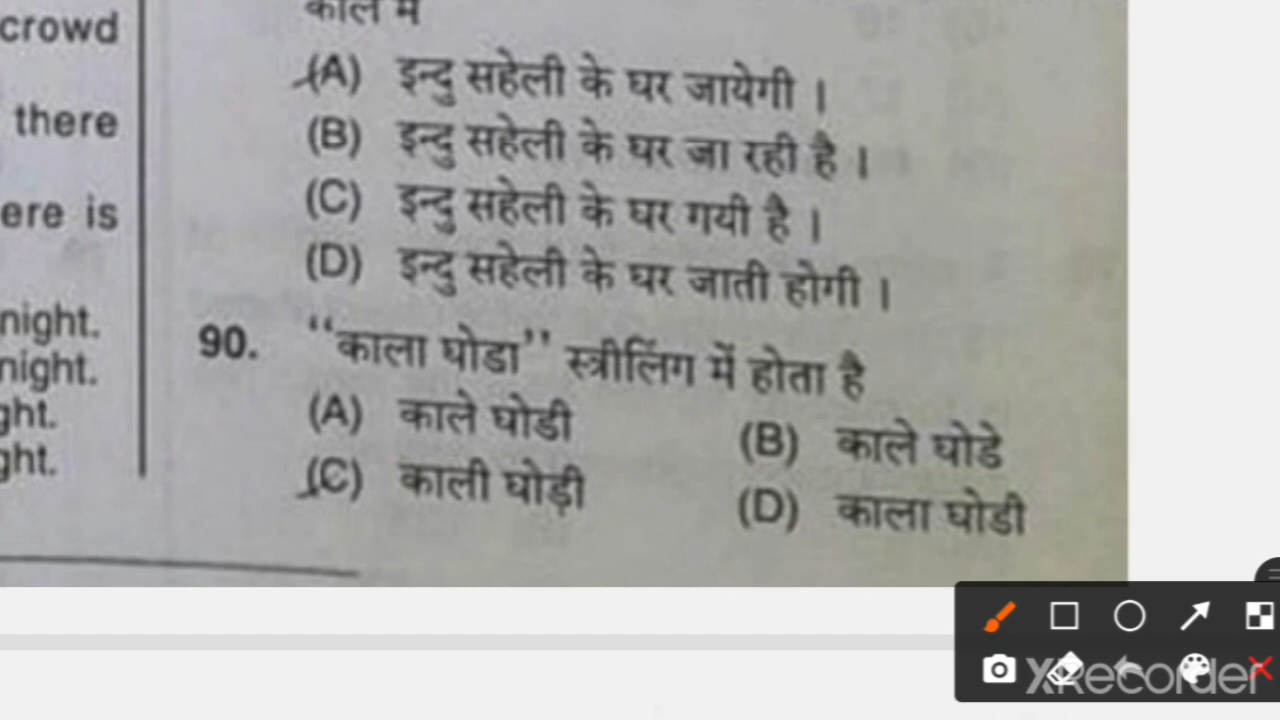 crowd
there
ere is
night.
night.
ght.
ght.
काल में
(A) इन्दु सहेली के घर जायेगी ।
(B) इन्दु सहेली के घर जा रही है ।
(C) इन्दु सहेली के घर गयी है ।
(D) इन्दु सहेली के घर जाती होगी ।
90. ‘‘काला घोडा’’ स्त्रीलिंग में होता है
(A) काले घोडी (B) काले घोडे
(C) काली घोड़ी (D) काला घोडी
XRecorder